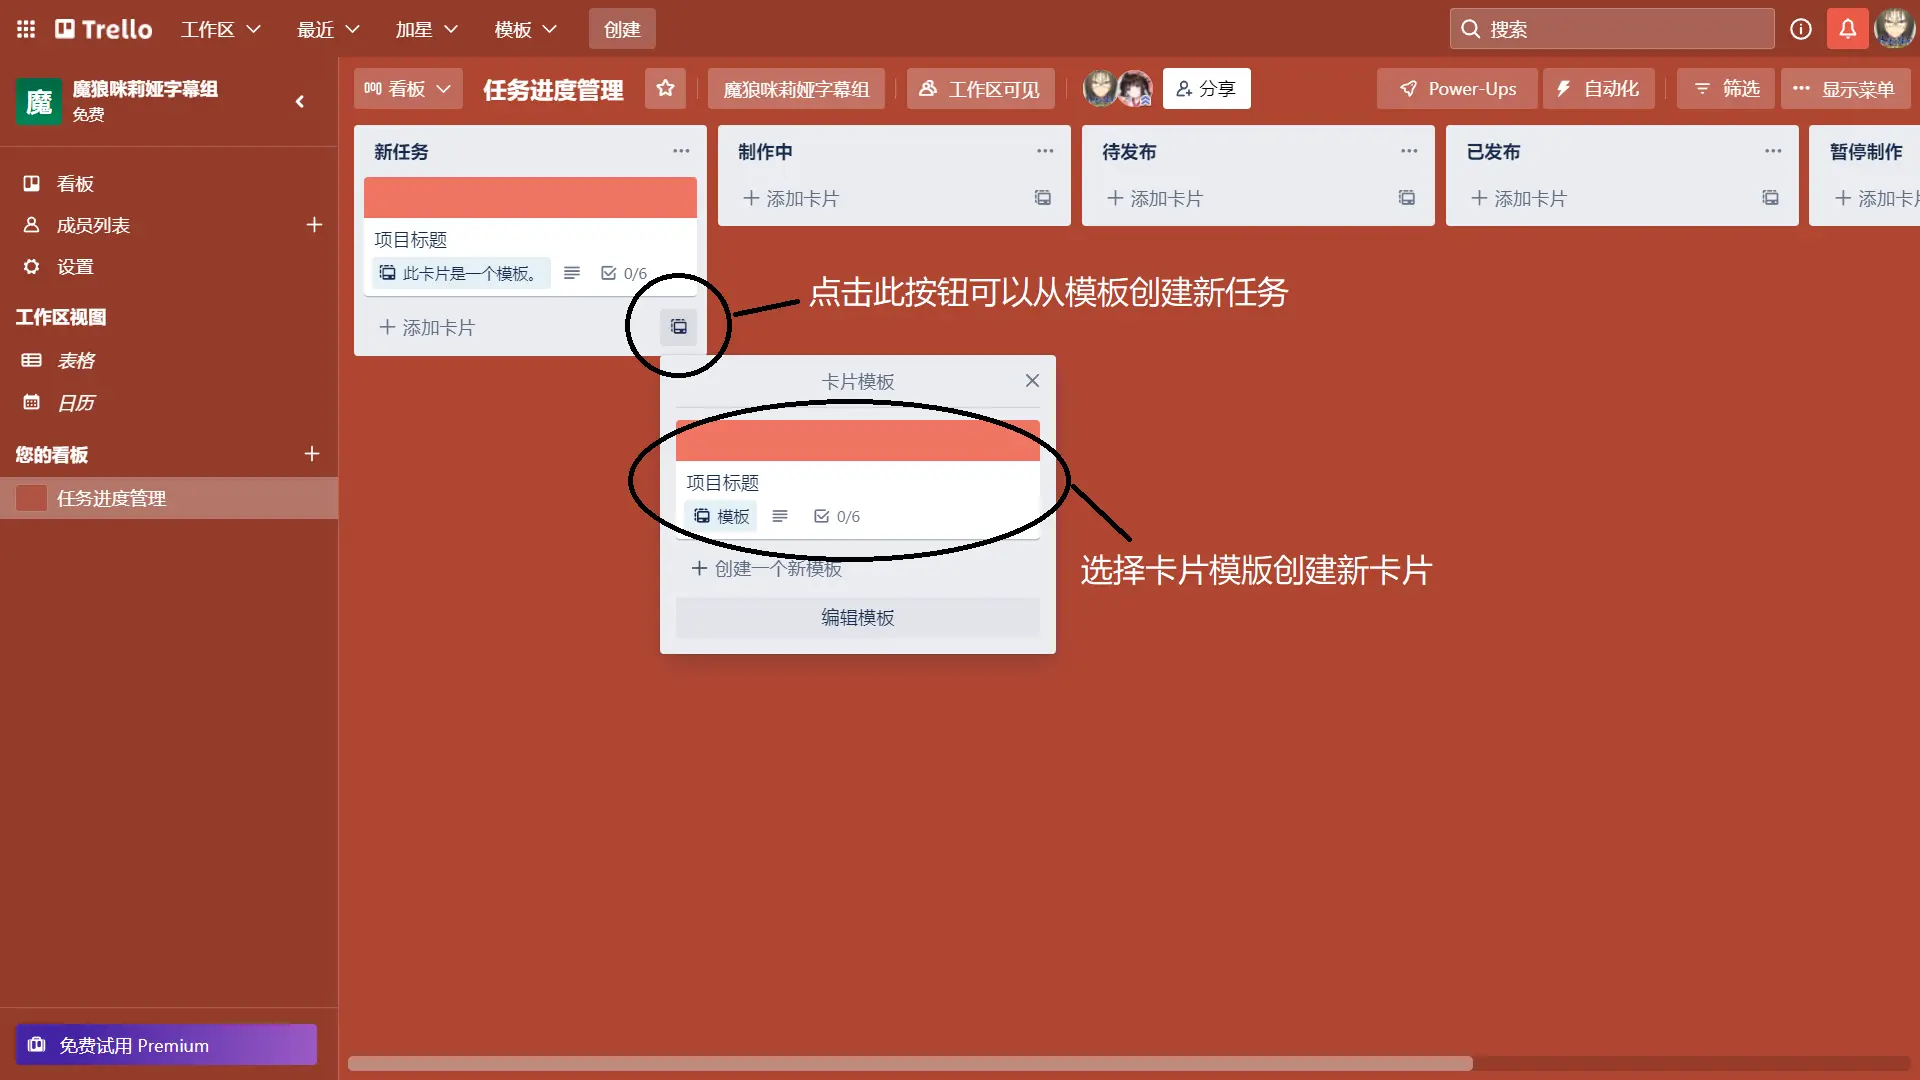 Trello 工作区 最近 加星 模板 创建 搜索
魔 魔狼咪莉娅字幕组
免费
看板 任务进度管理 魔狼咪莉娅字幕组 工作区可见 分享 Power-Ups 自动化 筛选 显示菜单
看板
成员列表
设置
工作区视图
表格
日历
您的看板
任务进度管理
免费试用 Premium
新任务
项目标题
此卡片是一个模板。 0/6
添加卡片
制作中
添加卡片
待发布
添加卡片
已发布
添加卡片
暂停制作
添加卡片
点击此按钮可以从模板创建新任务
卡片模板
项目标题
模板 0/6
创建一个新模板
编辑模板
选择卡片模版创建新卡片